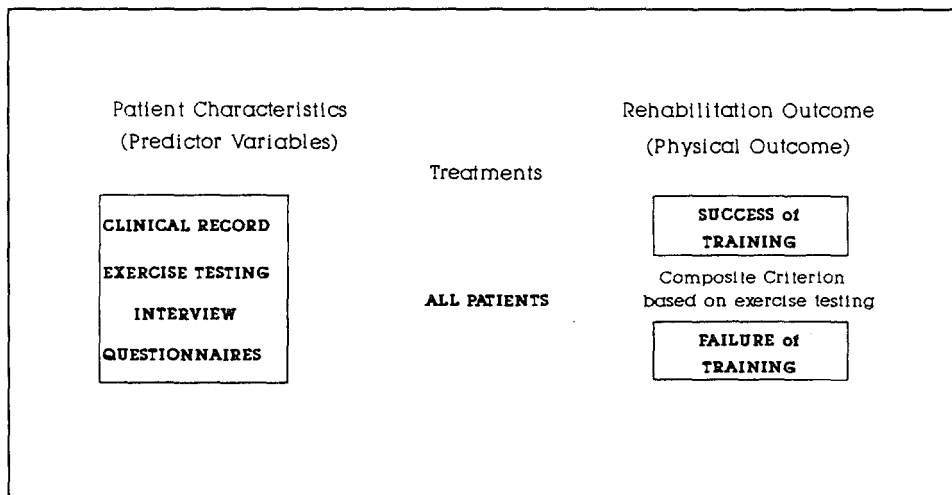 Patient Characteristics
(Predictor Variables)
CLINICAL RECORD
EXERCISE TESTING
INTERVIEW
QUESTIONNAIRES
Treatments
ALL PATIENTS
Rehabilitation Outcome
(Physical Outcome)
SUCCESS of
TRAINING
Composite Criterion
based on exercise testing
FAILURE of
TRAINING